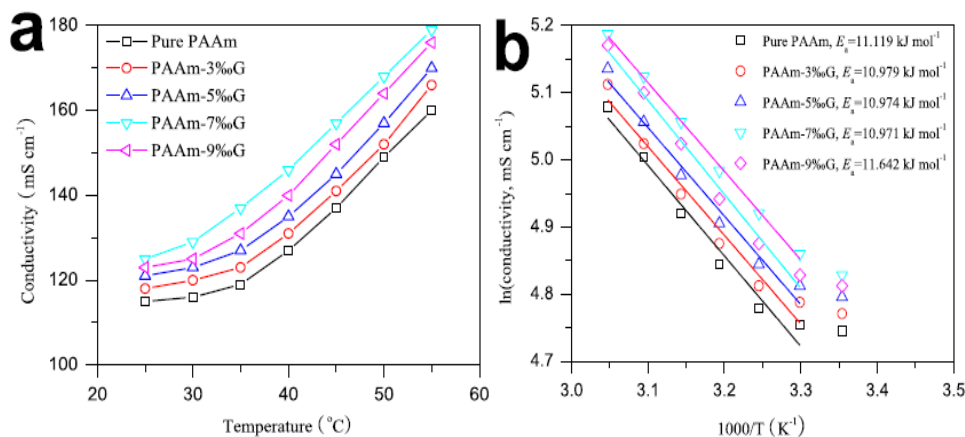 a
180
160
140
120
100
20
30
40
50
60
Conductivity ( mS cm⁻¹)
Temperature (°C)
Pure PAAm
PAAm-3‰G
PAAm-5‰G
PAAm-7‰G
PAAm-9‰G
b
5.2
5.1
5.0
4.9
4.8
4.7
3.0
3.1
3.2
3.3
3.4
3.5
ln(conductivity, mS cm⁻¹)
1000/T (K⁻¹)
Pure PAAm, Eₐ=11.119 kJ mol⁻¹
PAAm-3‰G, Eₐ=10.979 kJ mol⁻¹
PAAm-5‰G, Eₐ=10.974 kJ mol⁻¹
PAAm-7‰G, Eₐ=10.971 kJ mol⁻¹
PAAm-9‰G, Eₐ=11.642 kJ mol⁻¹